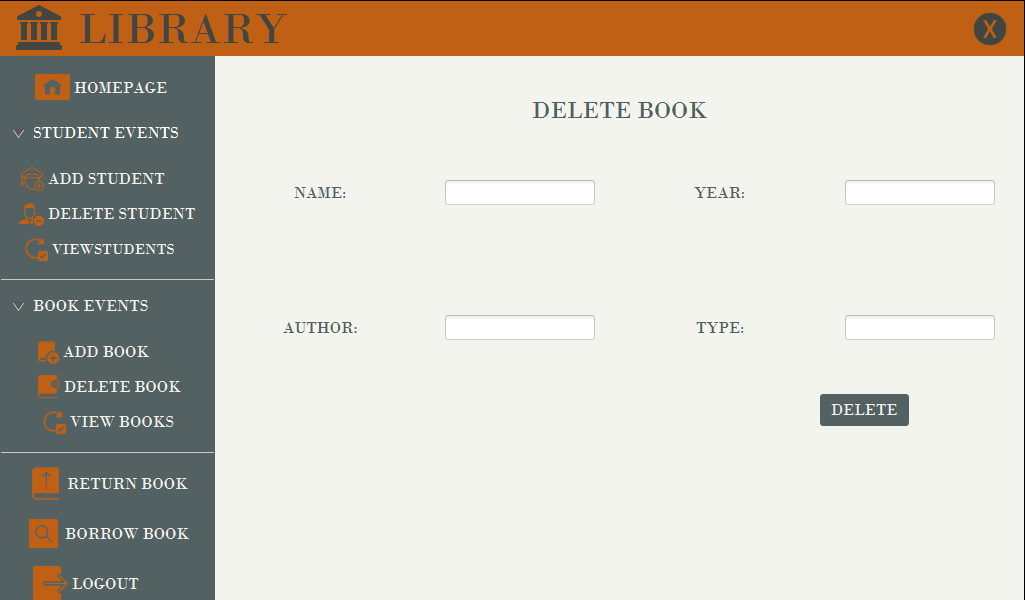 LIBRARY
X
HOMEPAGE
STUDENT EVENTS
ADD STUDENT
DELETE STUDENT
VIEWSTUDENTS
BOOK EVENTS
ADD BOOK
DELETE BOOK
VIEW BOOKS
RETURN BOOK
BORROW BOOK
LOGOUT
DELETE BOOK
NAME:
YEAR:
AUTHOR:
TYPE:
DELETE